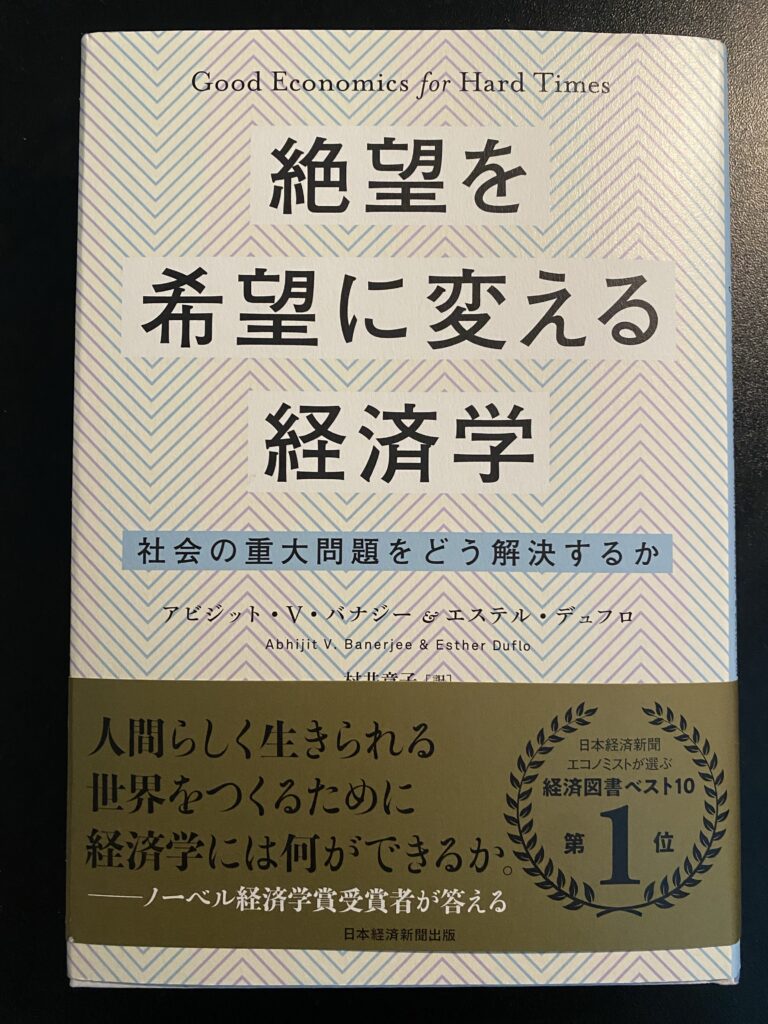 Good Economics for Hard Times
絶望を
希望に変える
経済学
社会の重大問題をどう解決するか
アビジット・V・バナジー & エステル・デュフロ
Abhijit V. Banerjee & Esther Duflo
村井章子［訳］
人間らしく生きられる
世界をつくるために
経済学には何ができるか。
──ノーベル経済学賞受賞者が答える
日本経済新聞
エコノミストが選ぶ
経済図書ベスト10
第1位
日本経済新聞出版